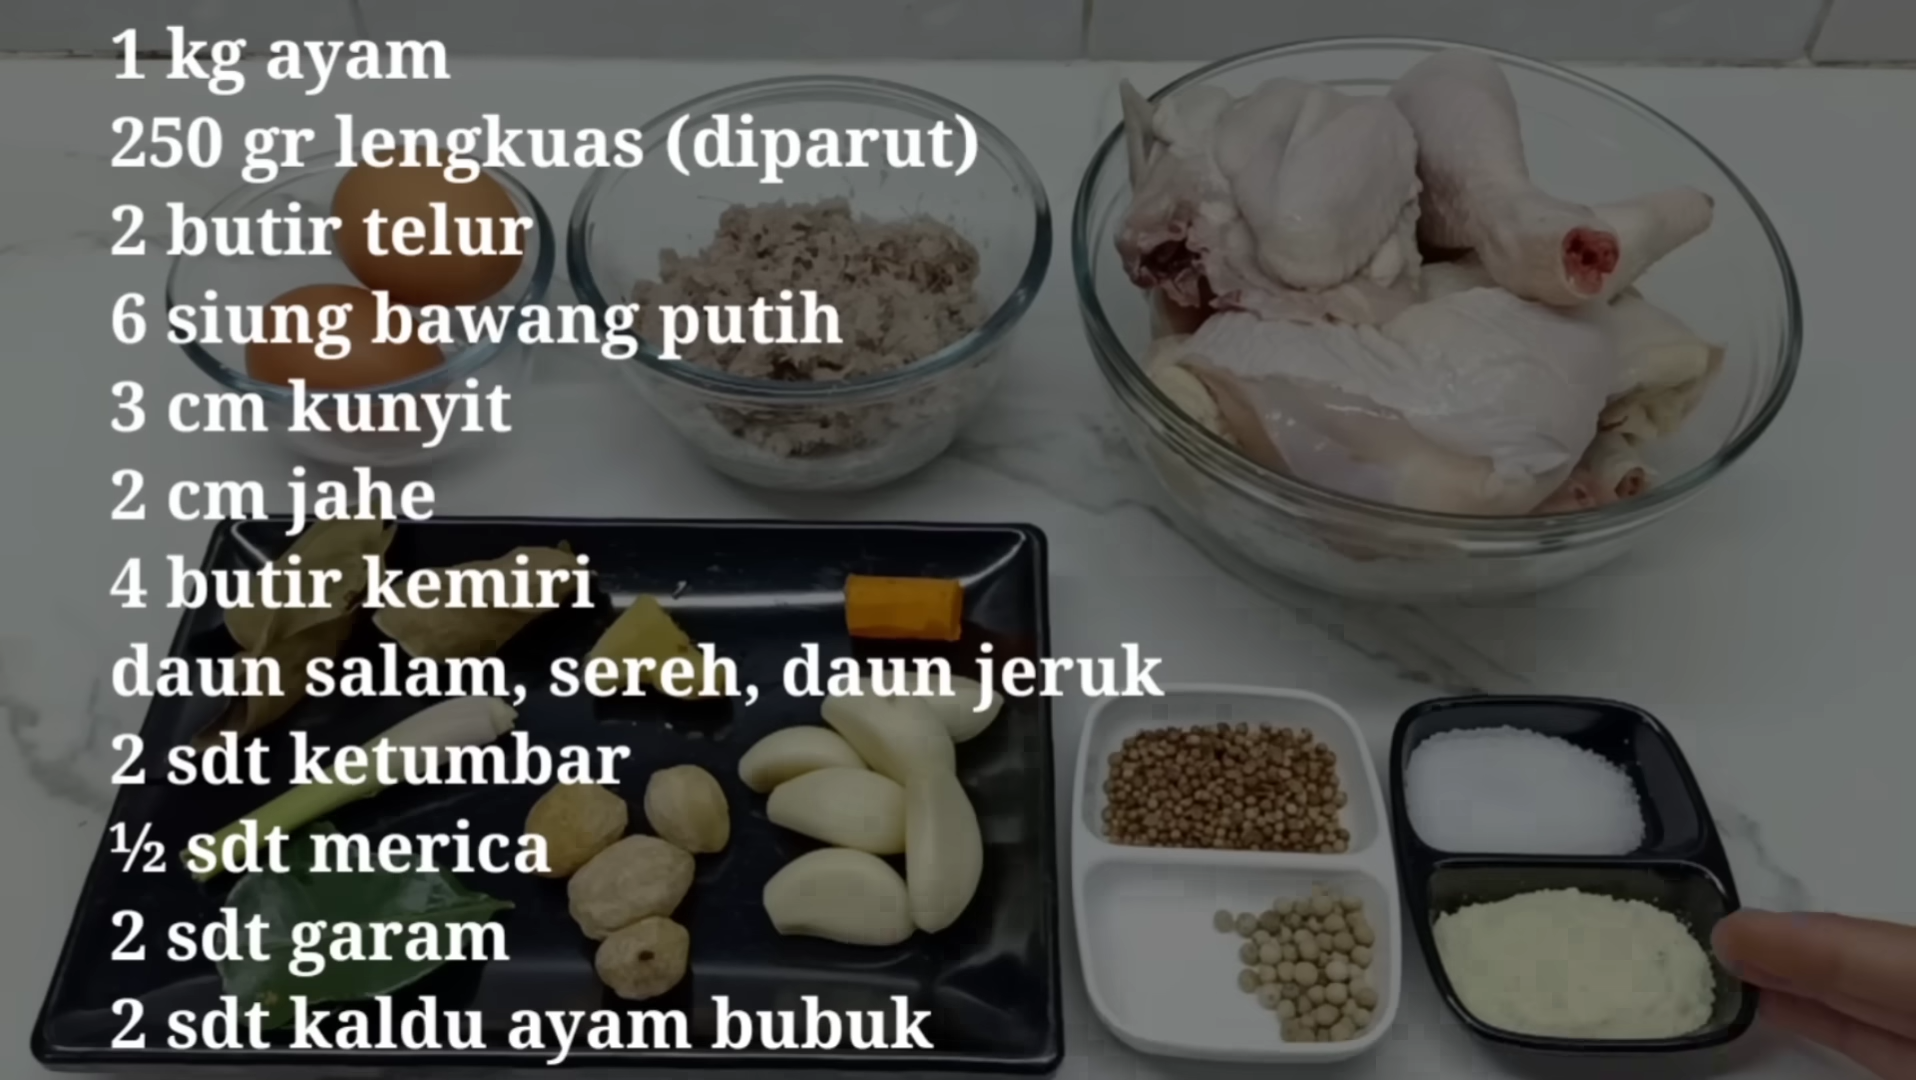 1 kg ayam
250 gr lengkuas (diparut)
2 butir telur
6 siung bawang putih
3 cm kunyit
2 cm jahe
4 butir kemiri
daun salam, sereh, daun jeruk
2 sdt ketumbar
½ sdt merica
2 sdt garam
2 sdt kaldu ayam bubuk